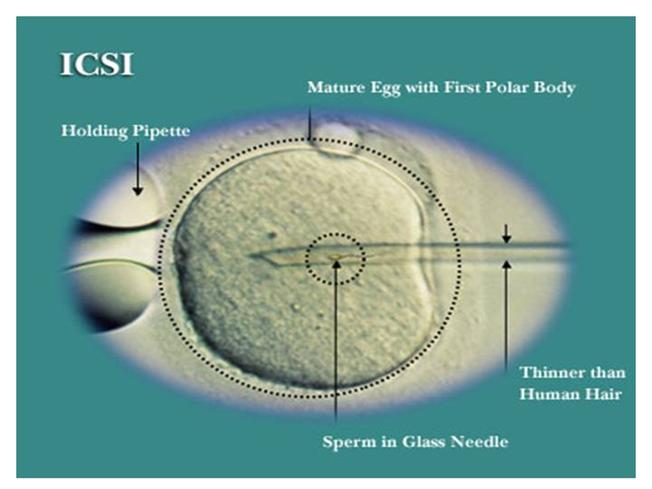 ICSI
Mature Egg with First Polar Body
Holding Pipette
Thinner than
Human Hair
Sperm in Glass Needle